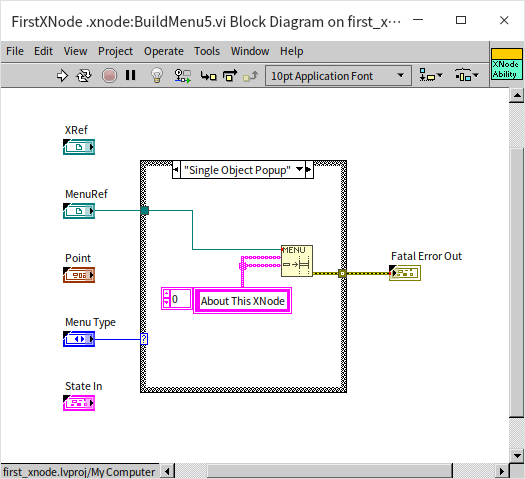 FirstXNode .xnode:BuildMenu5.vi Block Diagram on first_x···
File Edit View Project Operate Tools Window Help
10pt Application Font
XNode
Ability
XRef
"Single Object Popup"
MenuRef
MENU
Point
Fatal Error Out
0 About This XNode
Menu Type
?
State In
first_xnode.lvproj/My Computer